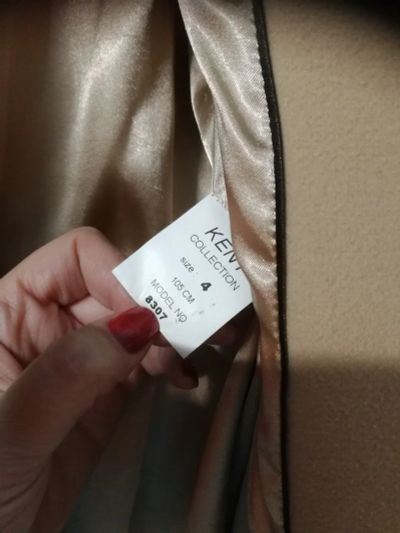 KENT
COLLECTION
size 4
105 CM
MODEL NO
8307